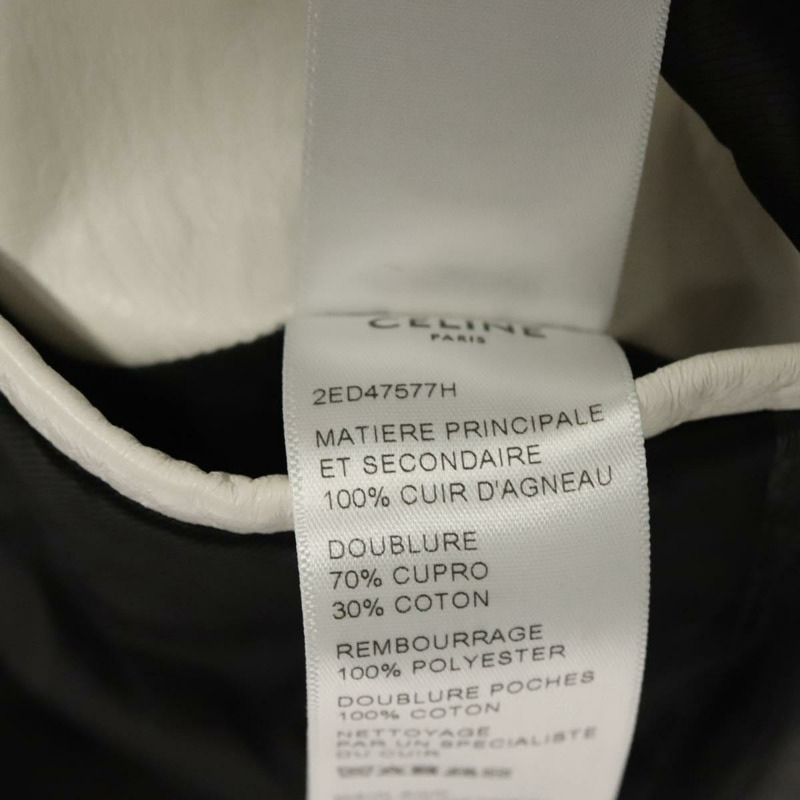 CELINE
PARIS
2ED47577H
MATIERE PRINCIPALE
ET SECONDAIRE
100% CUIR D'AGNEAU
DOUBLURE
70% CUPRO
30% COTON
REMBOURRAGE
100% POLYESTER
DOUBLURE POCHES
100% COTON
NETTOYAGE
PAR UN SPECIALISTE
DU CUIR